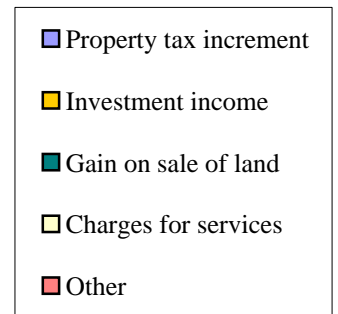 Property tax increment
Investment income
Gain on sale of land
Charges for services
Other